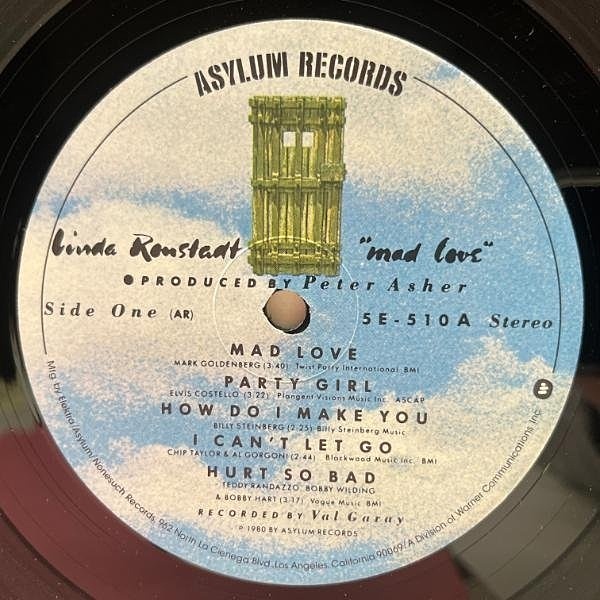 ASYLUM RECORDS
Linda Ronstadt "mad love"
PRODUCED BY Peter Asher
Side One (AR) 5E-510A Stereo
MAD LOVE
MARK GOLDENBERG (3:40) Twist Party International BMI
PARTY GIRL
ELVIS COSTELLO (3:22) Plangent Visions Music Inc. ASCAP
HOW DO I MAKE YOU
BILLY STEINBERG (2:25) Billy Steinberg Music
I CAN'T LET GO
CHIP TAYLOR & AL GORGONI (2:44) Blackwood Music Inc. BMI
HURT SO BAD
TEDDY RANDAZZO, BOBBY WILDING
& BOBBY HART (3:17) Vogue Music BMI
RECORDED BY Val Garay
℗ 1980 BY ASYLUM RECORDS
Mfg. by Elektra/Asylum/Nonesuch Records, 962 North La Cienega Blvd., Los Angeles, California 90069/A Division of Warner Communications Inc.